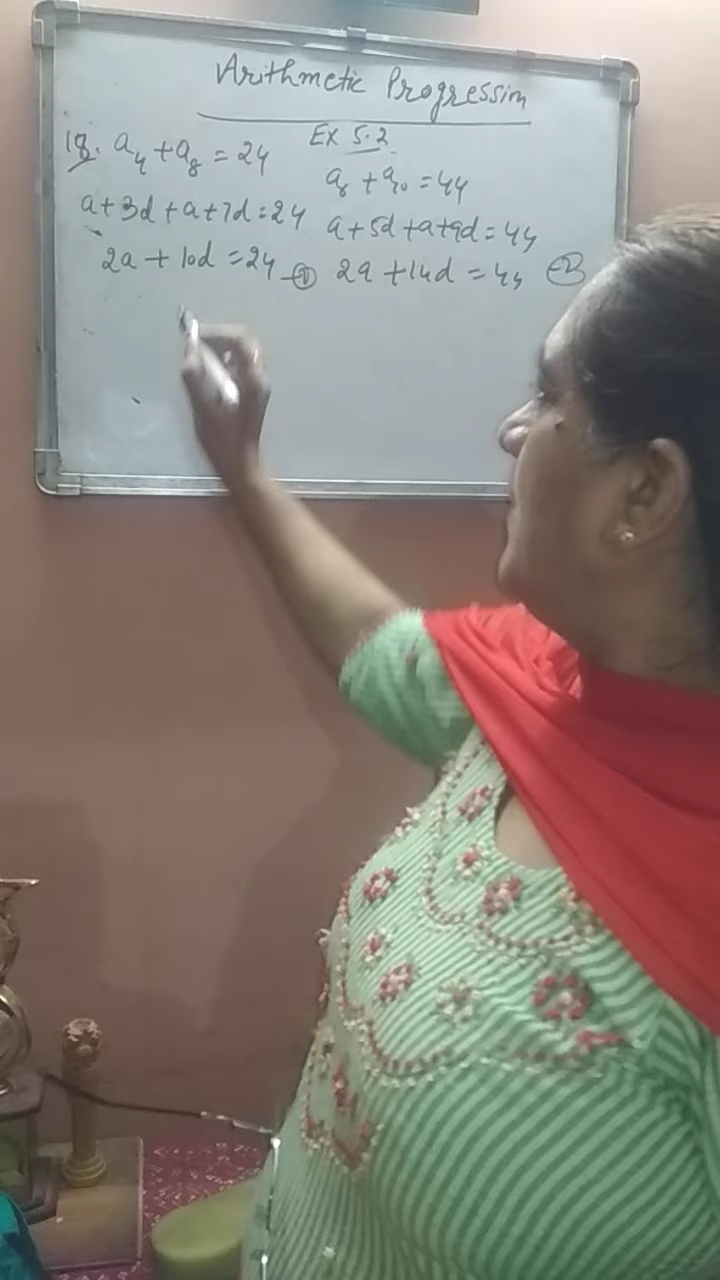 Arithmetic Progression
Ex 5.2
18. a₄ + a₈ = 24
a₆ + a₁₀ = 44
a + 3d + a + 7d = 24
a + 5d + a + 9d = 44
2a + 10d = 24 — ①
2a + 14d = 44 — ②